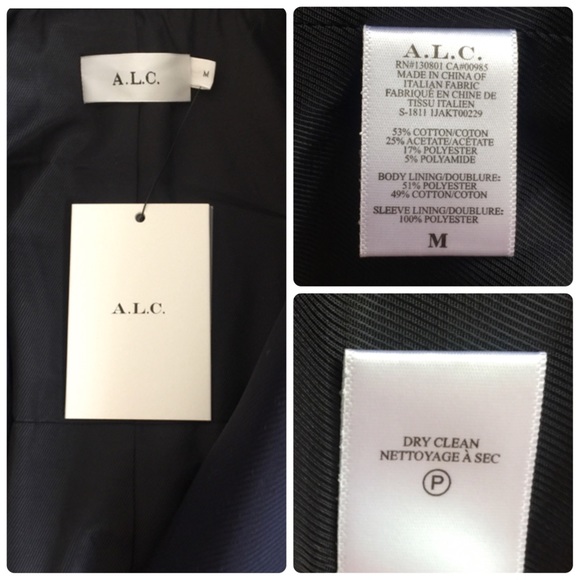 A.L.C.
M
A.L.C.
A.L.C.
RN#130801 CA#00985
MADE IN CHINA OF
ITALIAN FABRIC
FABRIQUÉ EN CHINE DE
TISSU ITALIEN
S-1811 1JAKT00229
53% COTTON/COTON
25% ACETATE/ACÉTATE
17% POLYESTER
5% POLYAMIDE
BODY LINING/DOUBLURE:
51% POLYESTER
49% COTTON/COTON
SLEEVE LINING/DOUBLURE:
100% POLYESTER
M
DRY CLEAN
NETTOYAGE À SEC
P